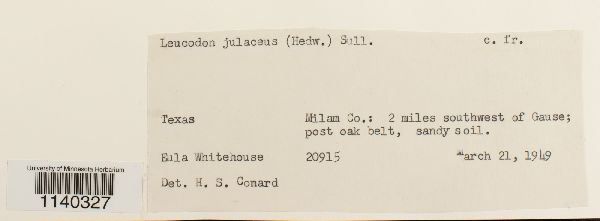 Leucodon julaceus (Hedw.) Sull. c. fr.
Texas Milam Co.: 2 miles southwest of Gause;
post oak belt, sandy soil.
Eula Whitehouse 20915 March 21, 1949
Det. H. S. Conard
University of Minnesota Herbarium
1140327